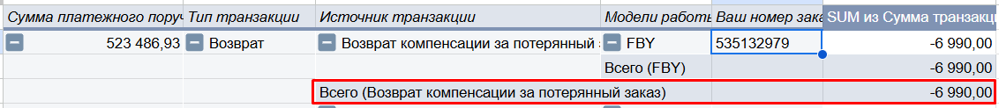 Сумма платежного поруч Тип транзакции Источник транзакции Модели работы Ваш номер зака SUM из Сумма транзакци
523 486,93 Возврат Возврат компенсации за потерянный з FBY 535132979 -6 990,00
Всего (FBY) -6 990,00
Всего (Возврат компенсации за потерянный заказ) -6 990,00